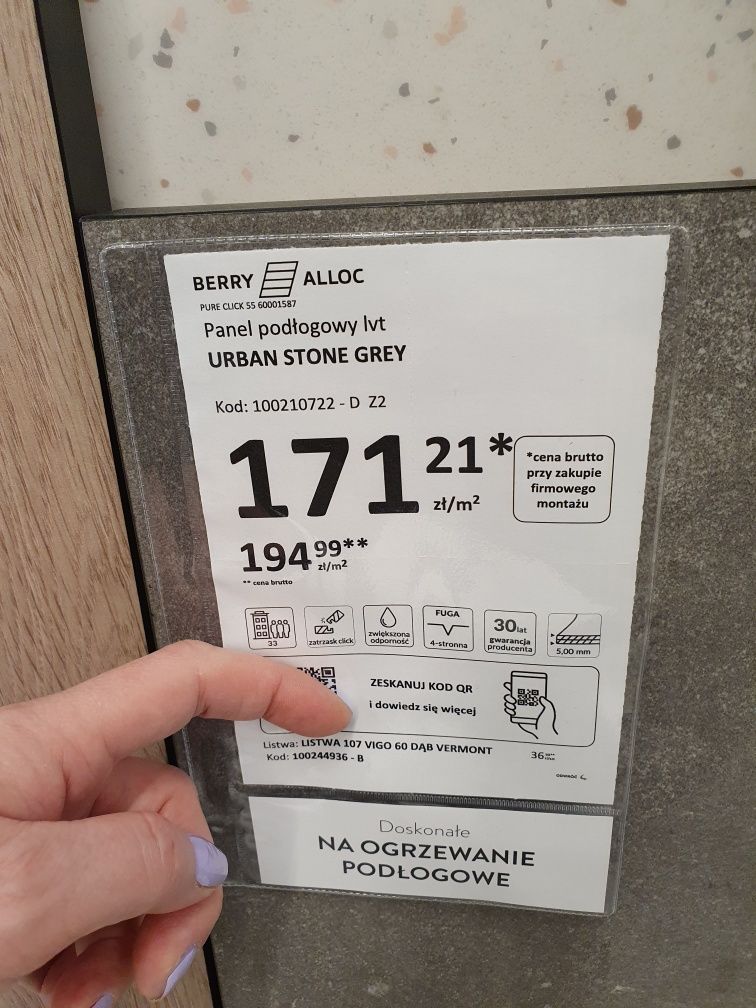 BERRY ALLOC
PURE CLICK 55 60001587
Panel podłogowy lvt
URBAN STONE GREY
Kod: 100210722 - D Z2
171 21*
zł/m²
*cena brutto
przy zakupie
firmowego
montażu
194 99**
zł/m²
** cena brutto
33
zatrzask click
zwiększona
odporność
FUGA
4-stronna
30 lat
gwarancja
producenta
5,00 mm
ZESKANUJ KOD QR
i dowiedz się więcej
Listwa: LISTWA 107 VIGO 60 DĄB VERMONT
36
Kod: 100244936 - B
ODWRÓĆ
Doskonałe
NA OGRZEWANIE
PODŁOGOWE